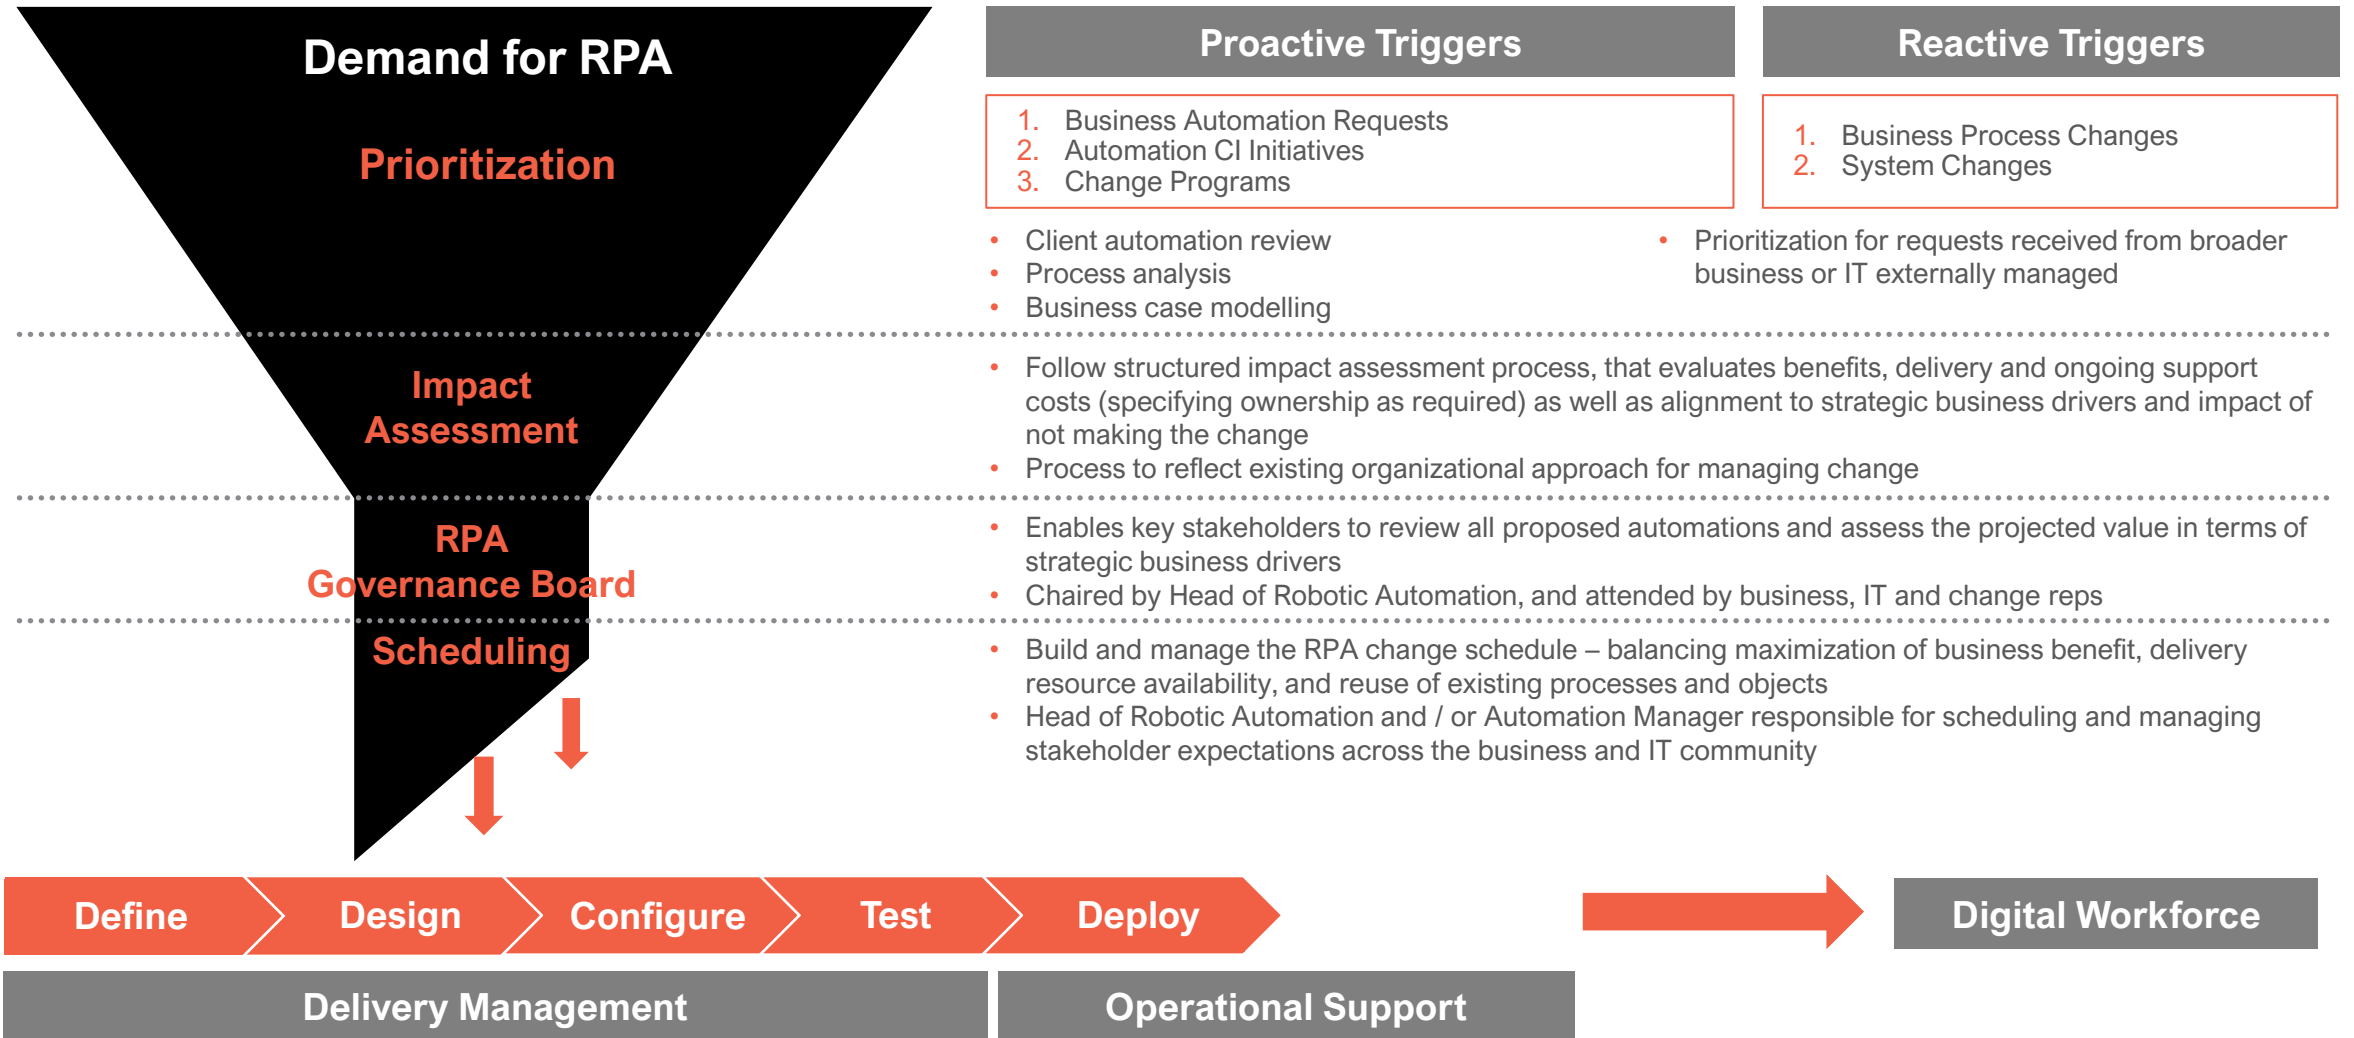 Demand for RPA
Prioritization
Proactive Triggers
1. Business Automation Requests
2. Automation CI Initiatives
3. Change Programs
Reactive Triggers
1. Business Process Changes
2. System Changes
• Client automation review
• Process analysis
• Business case modelling
• Prioritization for requests received from broader
business or IT externally managed
Impact
Assessment
• Follow structured impact assessment process, that evaluates benefits, delivery and ongoing support
costs (specifying ownership as required) as well as alignment to strategic business drivers and impact of
not making the change
• Process to reflect existing organizational approach for managing change
RPA
Governance Board
• Enables key stakeholders to review all proposed automations and assess the projected value in terms of
strategic business drivers
• Chaired by Head of Robotic Automation, and attended by business, IT and change reps
Scheduling
• Build and manage the RPA change schedule – balancing maximization of business benefit, delivery
resource availability, and reuse of existing processes and objects
• Head of Robotic Automation and / or Automation Manager responsible for scheduling and managing
stakeholder expectations across the business and IT community
Define
Design
Configure
Test
Deploy
Digital Workforce
Delivery Management
Operational Support